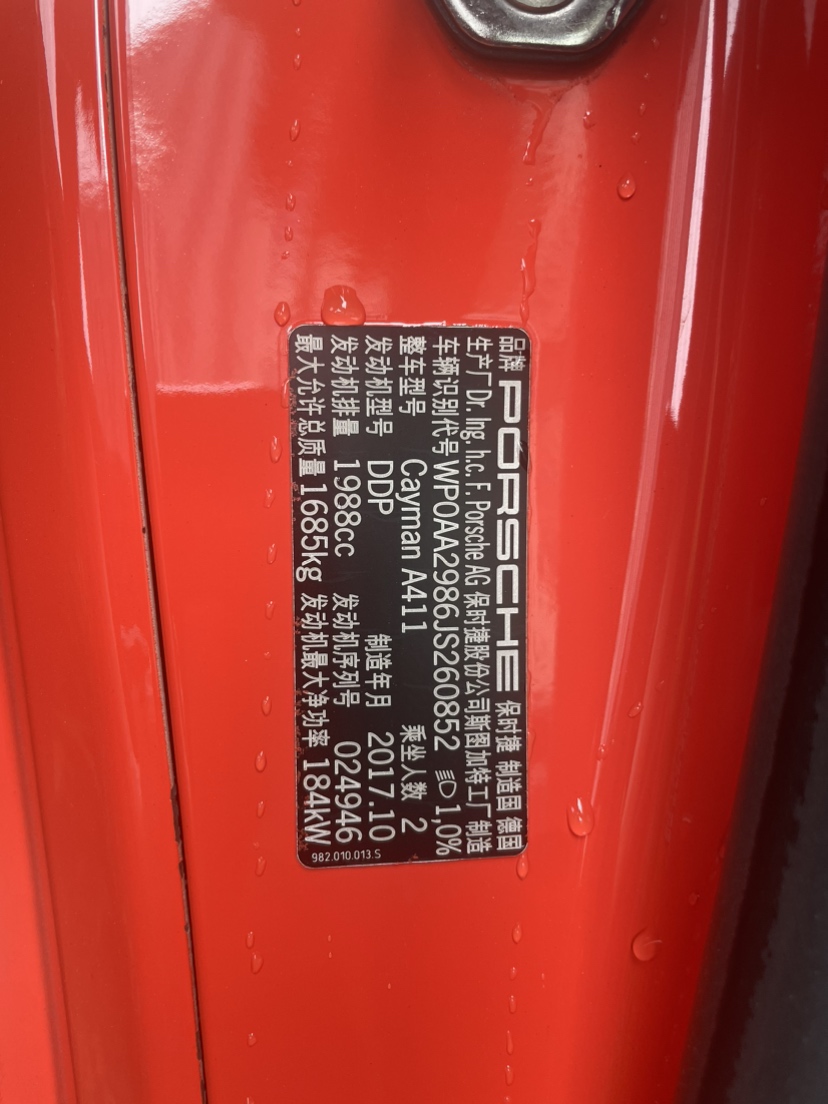 品牌 PORSCHE 保时捷 制造国 德国
生产厂 Dr. Ing. h.c. F. Porsche AG 保时捷股份公司斯图加特工厂 制造
车辆识别代号 WP0AA2986JS260852 1,0%
整车型号 Cayman A411 乘坐人数 2
发动机型号 DDP 制造年月 2017.10
发动机排量 1988cc 发动机序列号 024946
最大允许总质量 1685kg 发动机最大净功率 184kW
982.010.013.S